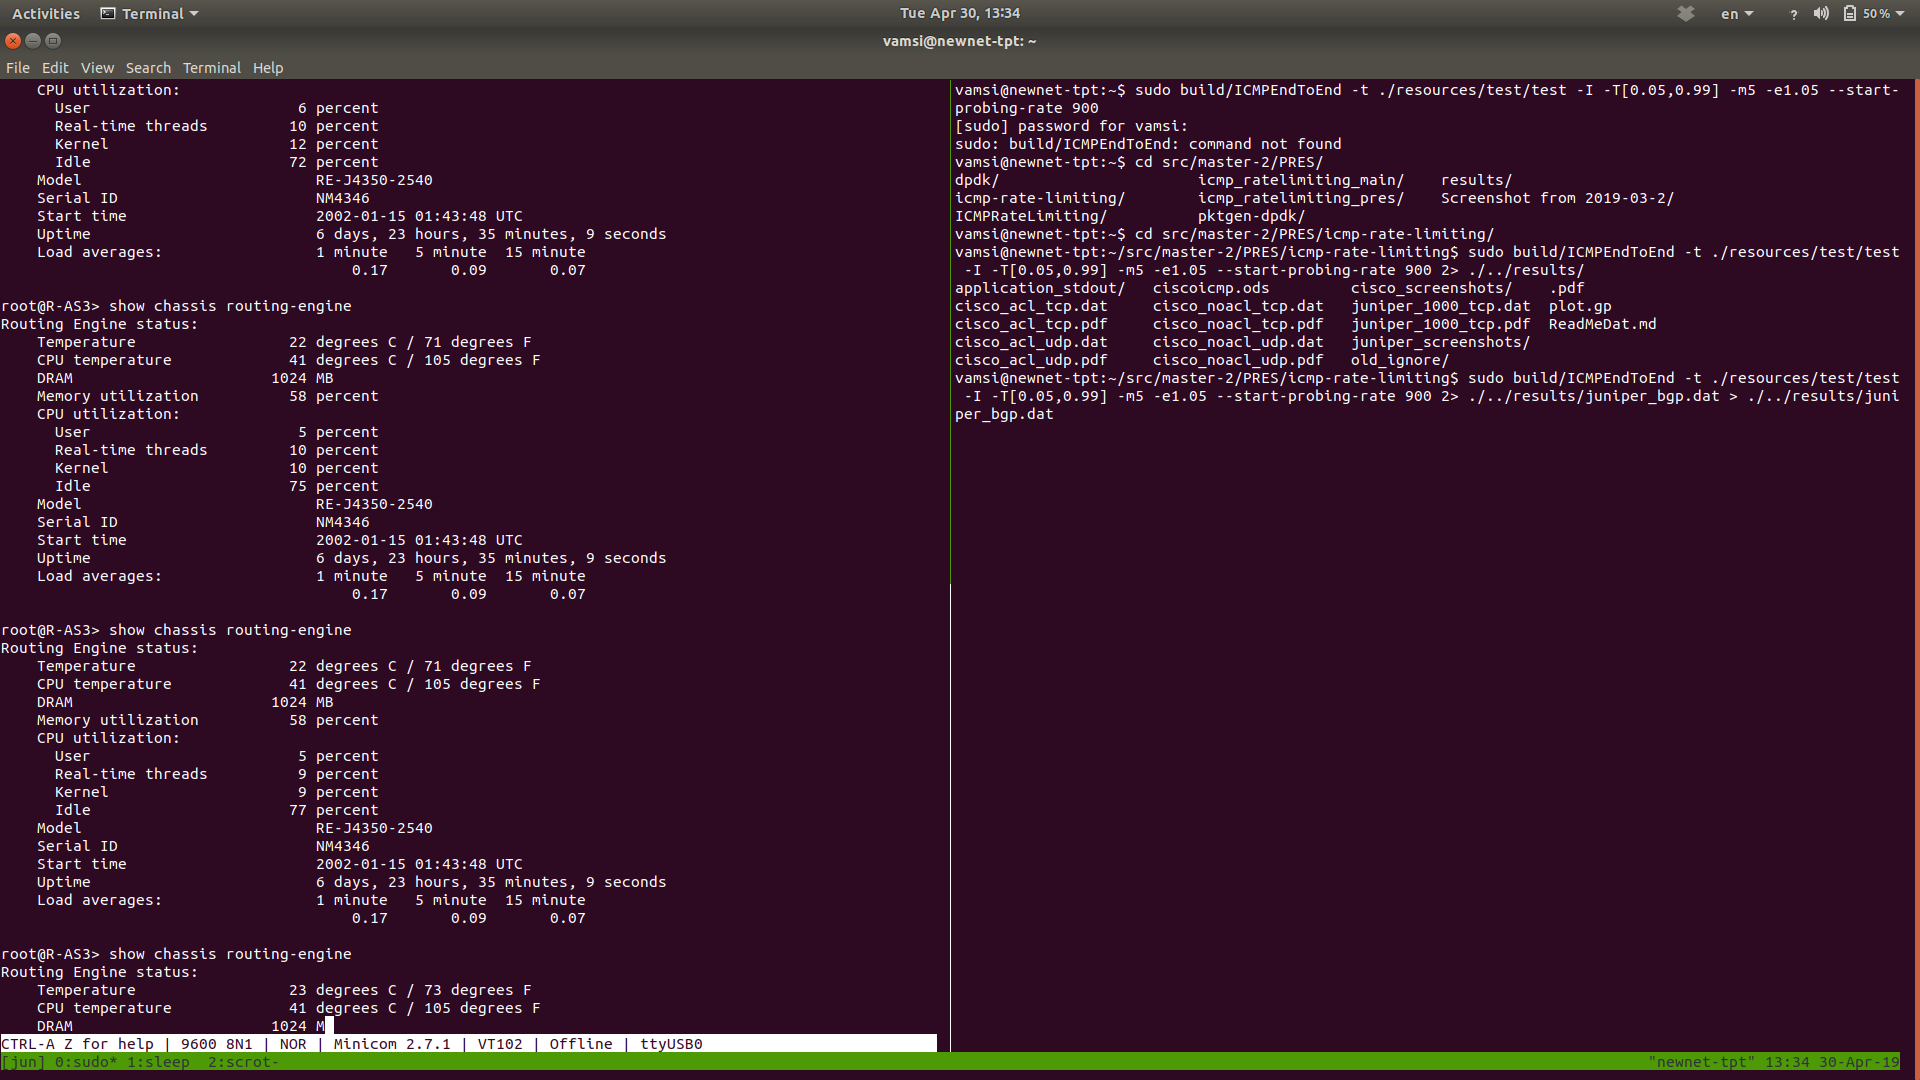 Activities Terminal Tue Apr 30, 13:34 en ? 50%
vamsi@newnet-tpt: ~
File Edit View Search Terminal Help
CPU utilization:
User 6 percent
Real-time threads 10 percent
Kernel 12 percent
Idle 72 percent
Model RE-J4350-2540
Serial ID NM4346
Start time 2002-01-15 01:43:48 UTC
Uptime 6 days, 23 hours, 35 minutes, 9 seconds
Load averages: 1 minute 5 minute 15 minute
0.17 0.09 0.07
root@R-AS3> show chassis routing-engine
Routing Engine status:
Temperature 22 degrees C / 71 degrees F
CPU temperature 41 degrees C / 105 degrees F
DRAM 1024 MB
Memory utilization 58 percent
CPU utilization:
User 5 percent
Real-time threads 10 percent
Kernel 10 percent
Idle 75 percent
Model RE-J4350-2540
Serial ID NM4346
Start time 2002-01-15 01:43:48 UTC
Uptime 6 days, 23 hours, 35 minutes, 9 seconds
Load averages: 1 minute 5 minute 15 minute
0.17 0.09 0.07
root@R-AS3> show chassis routing-engine
Routing Engine status:
Temperature 22 degrees C / 71 degrees F
CPU temperature 41 degrees C / 105 degrees F
DRAM 1024 MB
Memory utilization 58 percent
CPU utilization:
User 5 percent
Real-time threads 9 percent
Kernel 9 percent
Idle 77 percent
Model RE-J4350-2540
Serial ID NM4346
Start time 2002-01-15 01:43:48 UTC
Uptime 6 days, 23 hours, 35 minutes, 9 seconds
Load averages: 1 minute 5 minute 15 minute
0.17 0.09 0.07
root@R-AS3> show chassis routing-engine
Routing Engine status:
Temperature 23 degrees C / 73 degrees F
CPU temperature 41 degrees C / 105 degrees F
DRAM 1024 M
CTRL-A Z for help | 9600 8N1 | NOR | Minicom 2.7.1 | VT102 | Offline | ttyUSB0
vamsi@newnet-tpt:~$ sudo build/ICMPEndToEnd -t ./resources/test/test -I -T[0.05,0.99] -m5 -e1.05 --start-
probing-rate 900
[sudo] password for vamsi:
sudo: build/ICMPEndToEnd: command not found
vamsi@newnet-tpt:~$ cd src/master-2/PRES/
dpdk/ icmp_ratelimiting_main/ results/
icmp-rate-limiting/ icmp_ratelimiting_pres/ Screenshot from 2019-03-2/
ICMPRateLimiting/ pktgen-dpdk/
vamsi@newnet-tpt:~$ cd src/master-2/PRES/icmp-rate-limiting/
vamsi@newnet-tpt:~/src/master-2/PRES/icmp-rate-limiting$ sudo build/ICMPEndToEnd -t ./resources/test/test
-I -T[0.05,0.99] -m5 -e1.05 --start-probing-rate 900 2> ./../results/
application_stdout/ ciscoicmp.ods cisco_screenshots/ .pdf
cisco_acl_tcp.dat cisco_noacl_tcp.dat juniper_1000_tcp.dat plot.gp
cisco_acl_tcp.pdf cisco_noacl_tcp.pdf juniper_1000_tcp.pdf ReadMeDat.md
cisco_acl_udp.dat cisco_noacl_udp.dat juniper_screenshots/
cisco_acl_udp.pdf cisco_noacl_udp.pdf old_ignore/
vamsi@newnet-tpt:~/src/master-2/PRES/icmp-rate-limiting$ sudo build/ICMPEndToEnd -t ./resources/test/test
-I -T[0.05,0.99] -m5 -e1.05 --start-probing-rate 900 2> ./../results/juniper_bgp.dat > ./../results/juni
per_bgp.dat
[jun] 0:sudo* 1:sleep 2:scrot- "newnet-tpt" 13:34 30-Apr-19